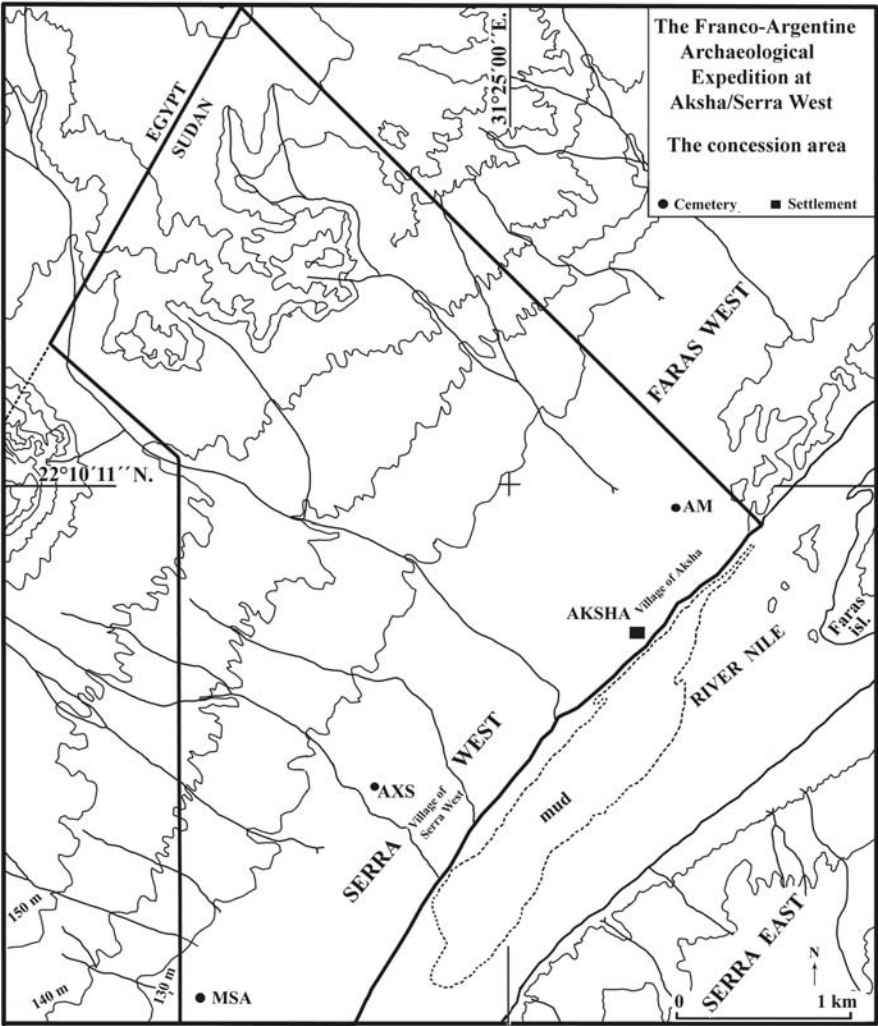 The Franco-Argentine
Archaeological
Expedition at
Aksha/Serra West
The concession area
Cemetery
Settlement
31°25´00´´E.
EGYPT
SUDAN
FARAS WEST
22°10´11´´N.
AM
Village of Aksha
AKSHA
Faras
isl.
RIVER NILE
WEST
AXS
Village of
Serra West
mud
SERRA
150 m
140 m
130 m
MSA
SERRA EAST
N
0
1 km